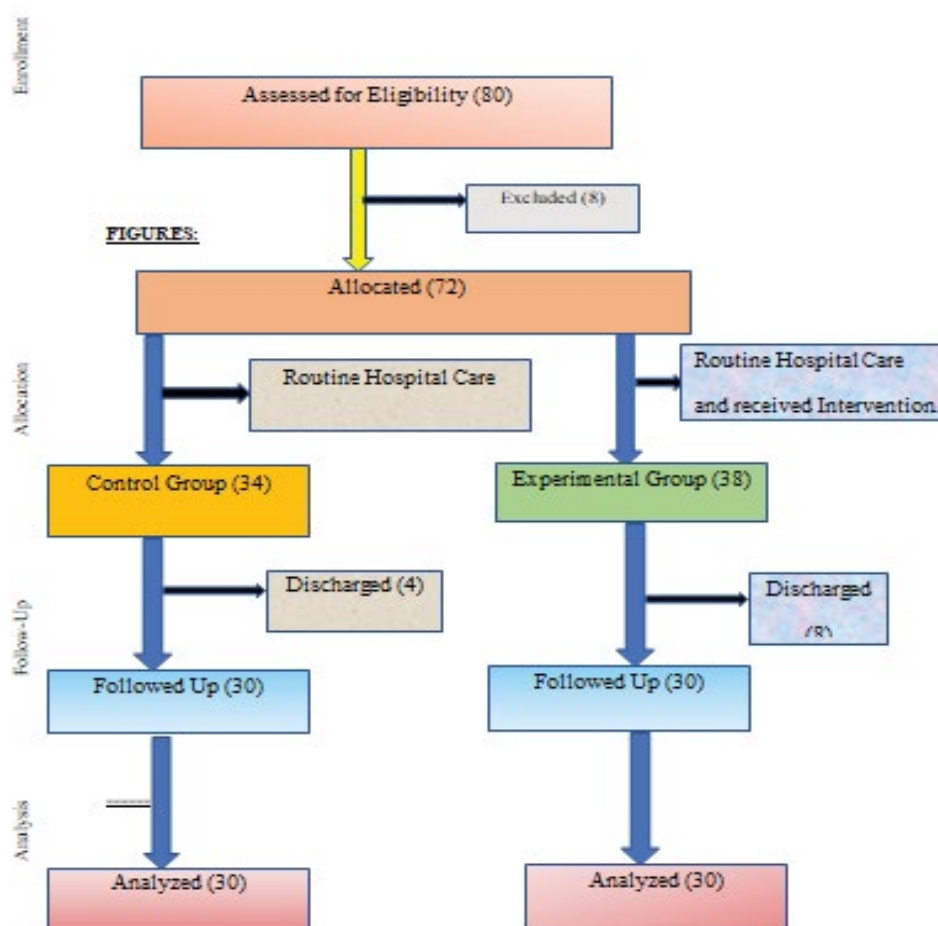 Enrollment
Assessed for Eligibility (80)
Excluded (8)
FIGURES:
Allocated (72)
Allocation
Routine Hospital Care
Routine Hospital Care
and received Intervention.
Control Group (34)
Experimental Group (38)
Follow-Up
Discharged (4)
Discharged
(8)
Followed Up (30)
Followed Up (30)
Analysis
Analyzed (30)
Analyzed (30)